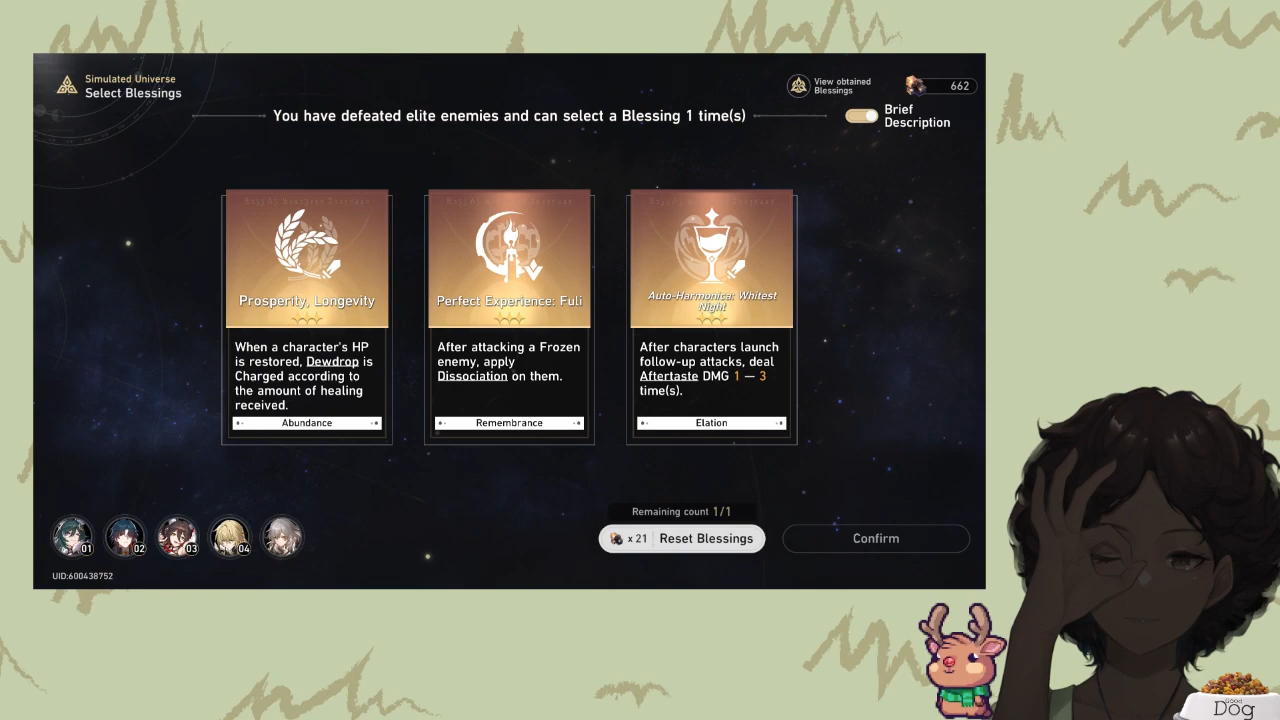 Simulated Universe
Select Blessings
View obtained
Blessings
662
You have defeated elite enemies and can select a Blessing 1 time(s)
Brief
Description
Prosperity, Longevity
When a character's HP
is restored, Dewdrop is
Charged according to
the amount of healing
received.
Abundance
Perfect Experience: Fuli
After attacking a Frozen
enemy, apply
Dissociation on them.
Remembrance
Auto-Harmonica: Whitest
Night
After characters launch
follow-up attacks, deal
Aftertaste DMG 1 — 3
time(s).
Elation
01
02
03
04
Remaining count 1/1
x 21 Reset Blessings
Confirm
UID:600438752
Good
Dog